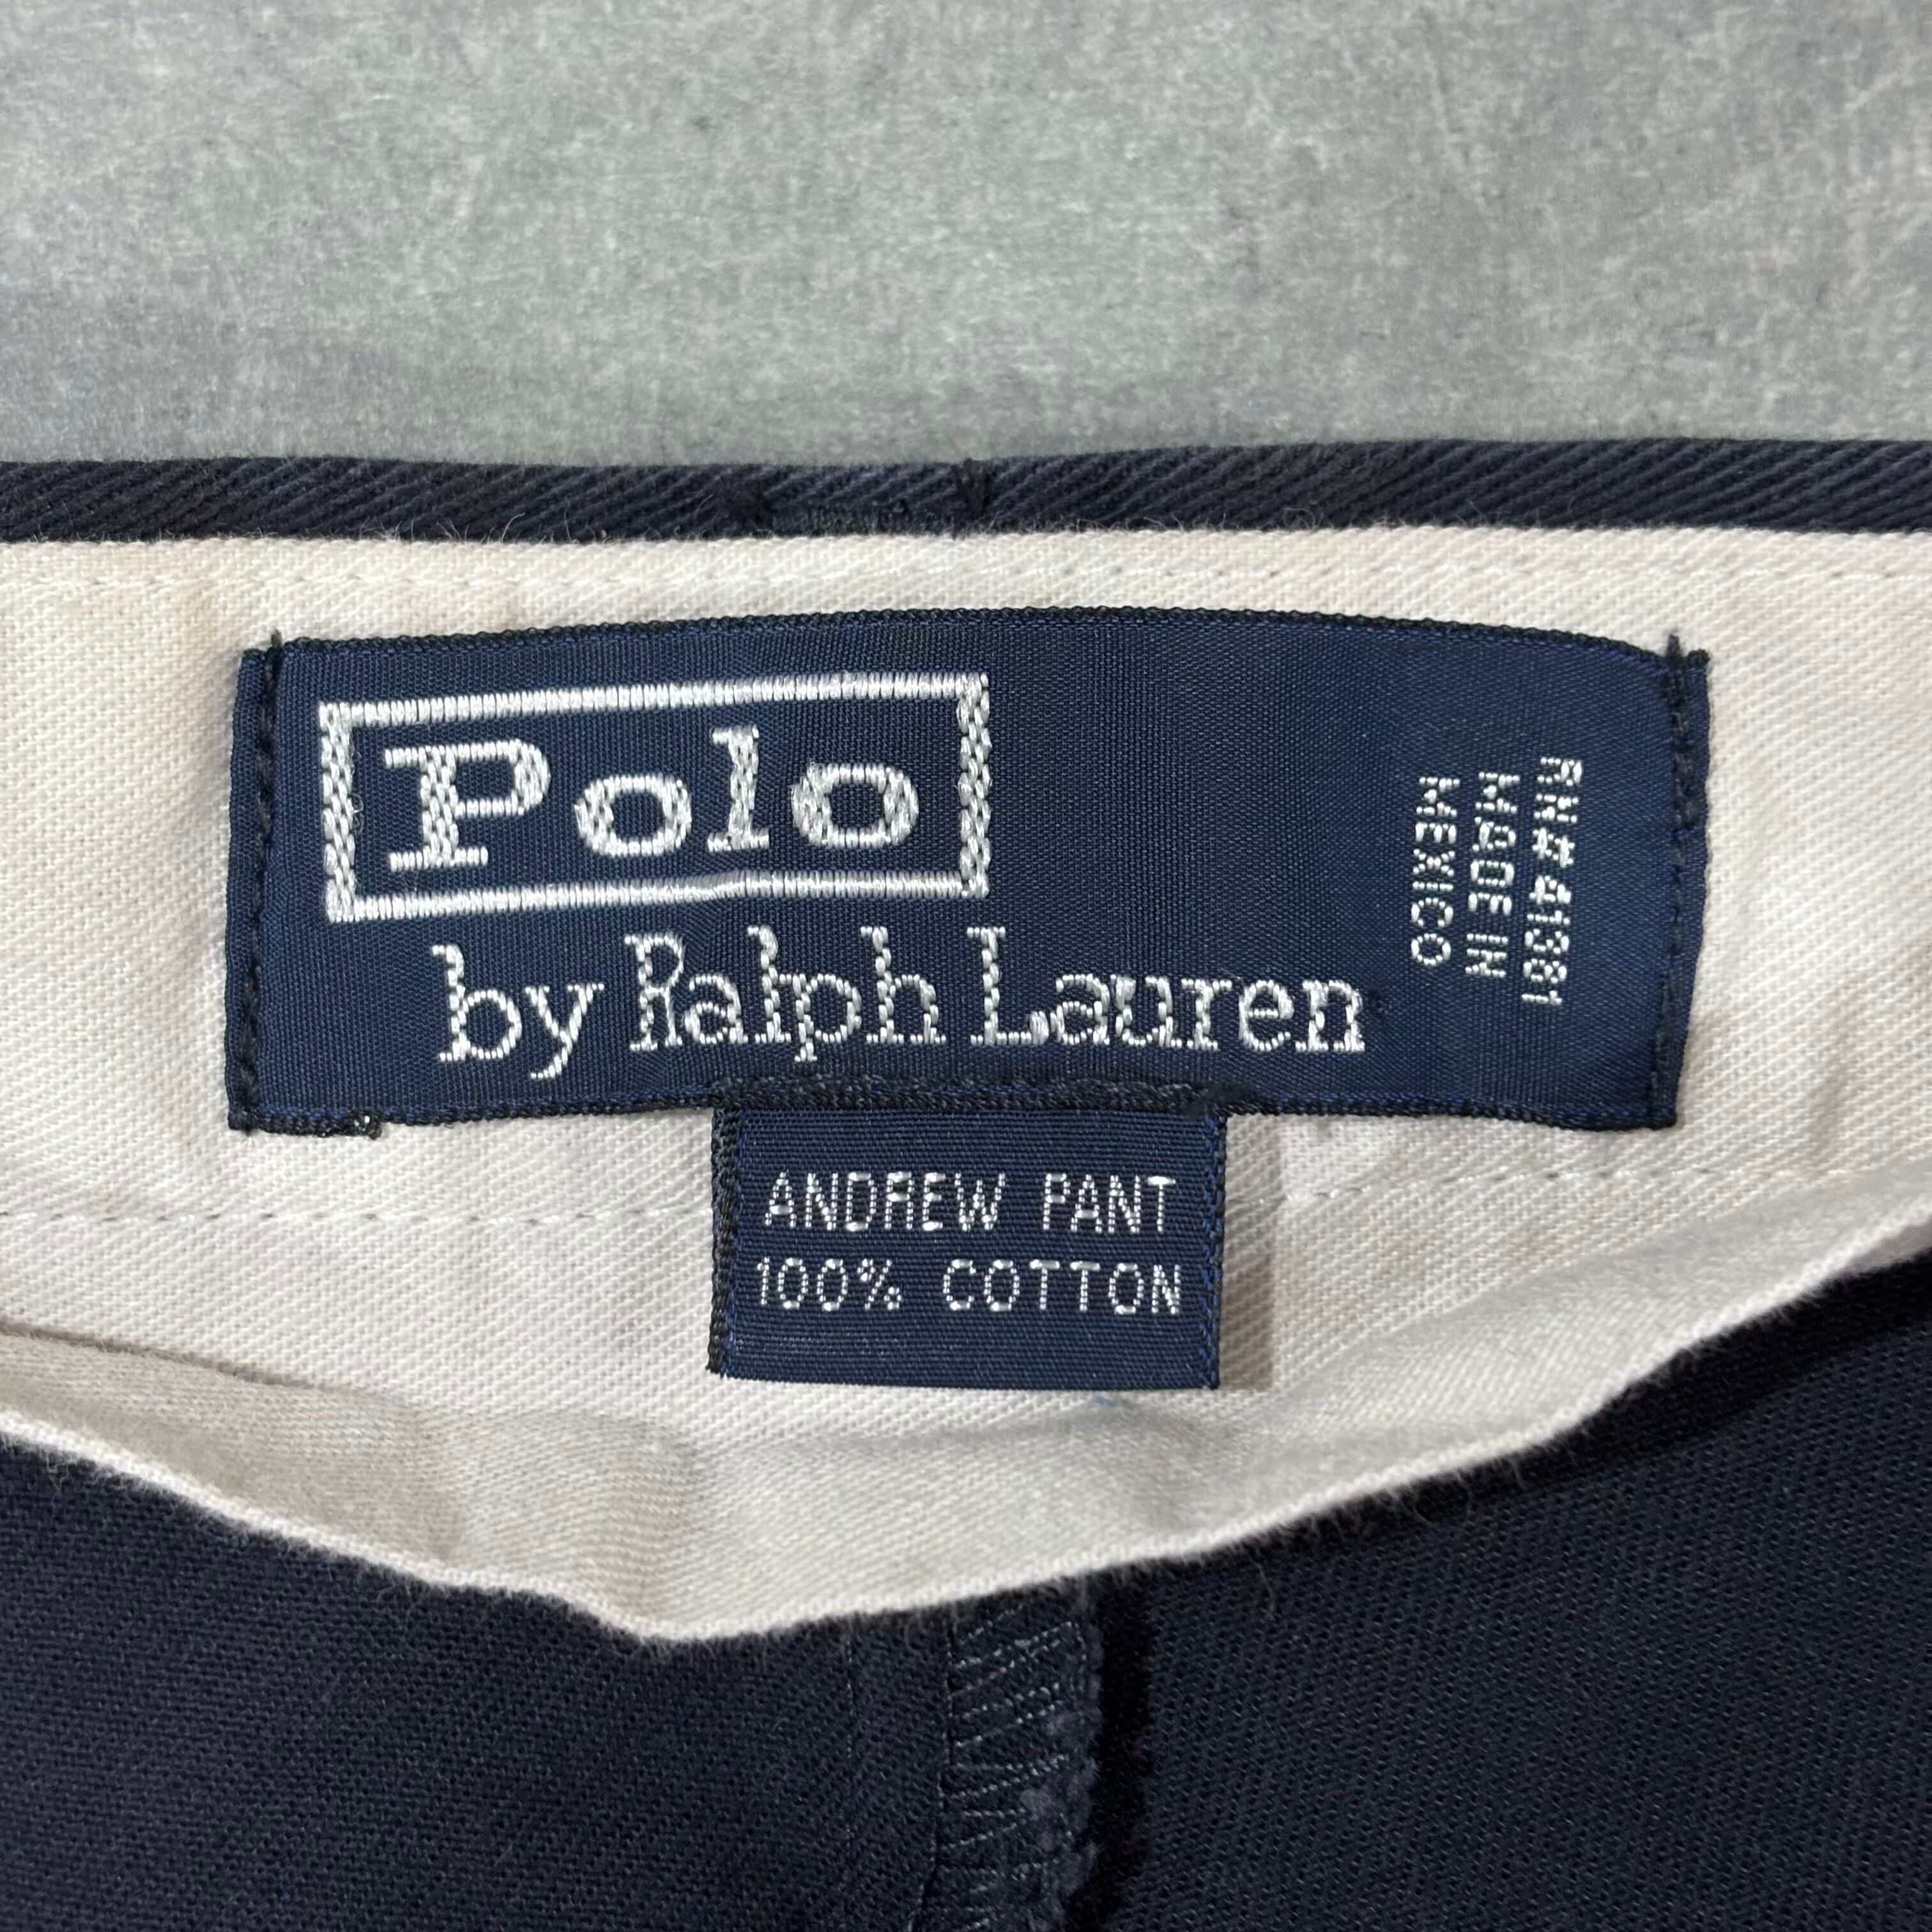 Polo
by Ralph Lauren
RN# 41381
MADE IN
MEXICO
ANDREW PANT
100% COTTON